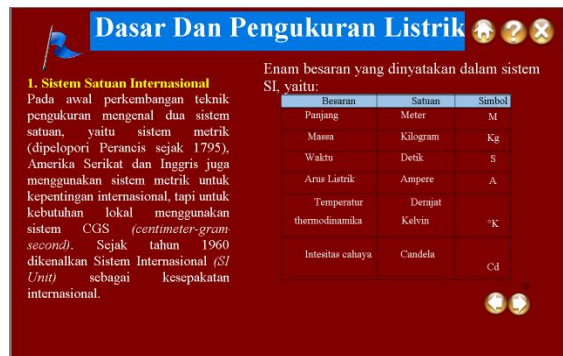 Dasar Dan Pengukuran Listrik
1. Sistem Satuan Internasional
Pada awal perkembangan teknik
pengukuran mengenal dua sistem
satuan, yaitu sistem metrik
(dipelopori Perancis sejak 1795),
Amerika Serikat dan Inggris juga
menggunakan sistem metrik untuk
kepentingan internasional, tapi untuk
kebutuhan lokal menggunakan
sistem CGS (centimeter-gram-
second). Sejak tahun 1960
dikenalkan Sistem Internasional (SI
Unit) sebagai kesepakatan
internasional.
Enam besaran yang dinyatakan dalam sistem
SI, yaitu:
Besaran Satuan Simbol
Panjang Meter M
Massa Kilogram Kg
Waktu Detik S
Arus Listrik Ampere A
Temperatur Derajat
thermodinamika Kelvin °K
Intesitas cahaya Candela
Cd